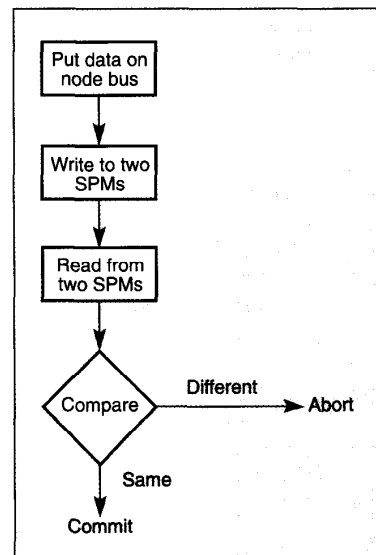 Put data on
node bus
Write to two
SPMs
Read from
two SPMs
Compare
Different
Abort
Same
Commit